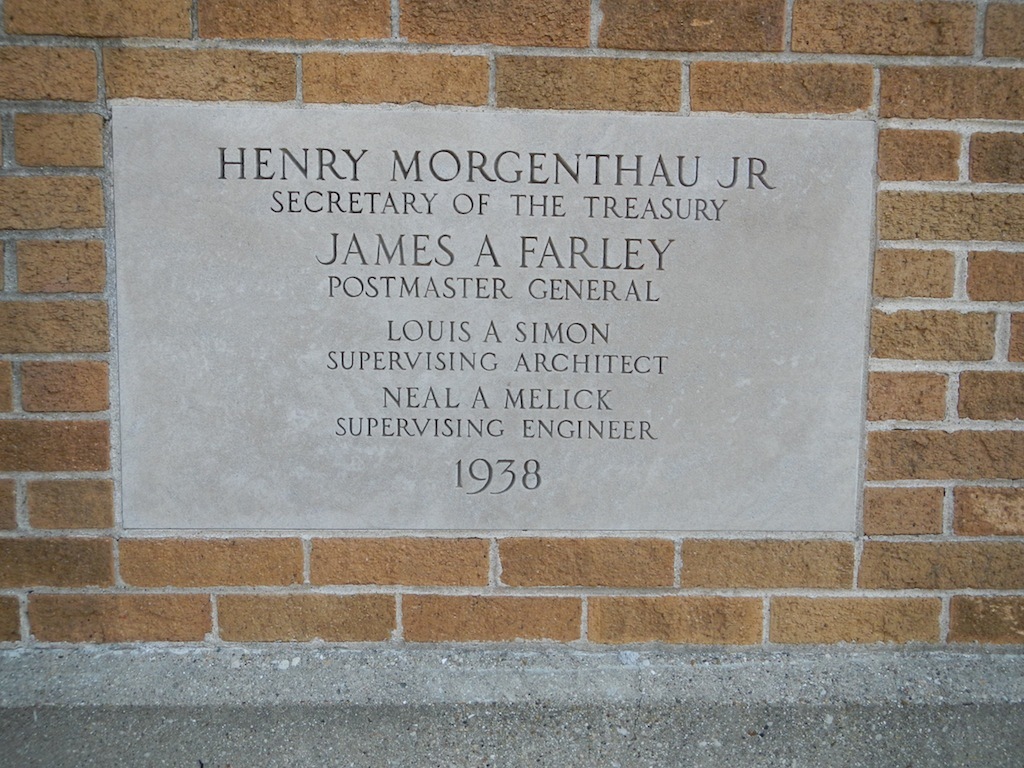 HENRY MORGENTHAU JR
SECRETARY OF THE TREASURY
JAMES A FARLEY
POSTMASTER GENERAL
LOUIS A SIMON
SUPERVISING ARCHITECT
NEAL A MELICK
SUPERVISING ENGINEER
1938